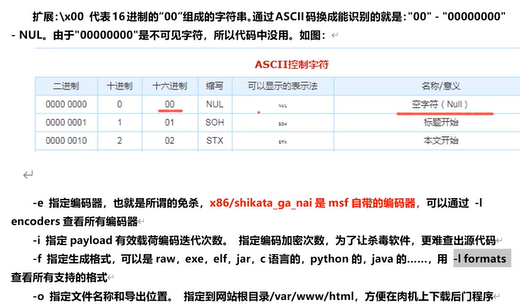 扩展:\x00 代表16进制的“00”组成的字符串。通过ASCII码换成能识别的就是:"00" - "00000000"
- NUL。由于"00000000"是不可见字符，所以代码中没用。如图:
ASCII控制字符
二进制 十进制 十六进制 缩写 可以显示的表示法 名称/意义
0000 0000 0 00 NUL NUL 空字符（Null）
0000 0001 1 01 SOH SOH 标题开始
0000 0010 2 02 STX STX 本文开始
-e 指定编码器，也就是所谓的免杀，x86/shikata_ga_nai 是 msf 自带的编码器，可以通过 -l
encoders 查看所有编码器
-i 指定 payload 有效载荷编码迭代次数。 指定编码加密次数，为了让杀毒软件，更难查出源代码
-f 指定生成格式，可以是 raw，exe，elf，jar，c 语言的，python 的，java 的……，用 -l formats
查看所有支持的格式
-o 指定文件名称和导出位置。 指定到网站根目录/var/www/html，方便在肉机上下载后门程序